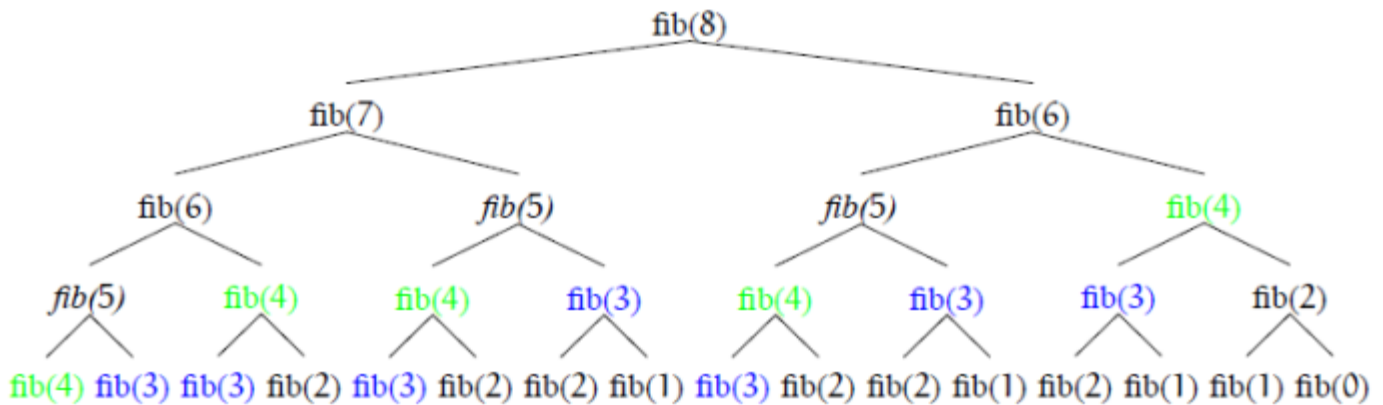 fib(8)
fib(7) fib(6)
fib(6) fib(5) fib(5) fib(4)
fib(5) fib(4) fib(4) fib(3) fib(4) fib(3) fib(3) fib(2)
fib(4) fib(3) fib(3) fib(2) fib(3) fib(2) fib(2) fib(1) fib(3) fib(2) fib(2) fib(1) fib(2) fib(1) fib(1) fib(0)